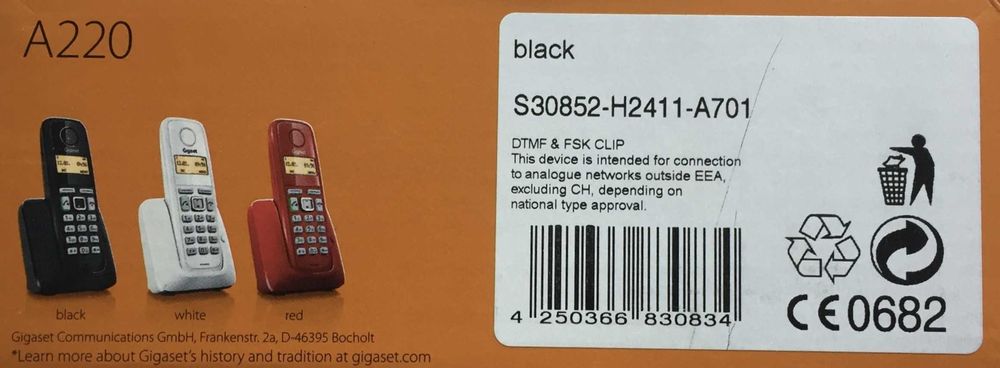 A220
black
white
red
Gigaset Communications GmbH, Frankenstr. 2a, D-46395 Bocholt
*Learn more about Gigaset's history and tradition at gigaset.com
black
S30852-H2411-A701
DTMF & FSK CLIP
This device is intended for connection
to analogue networks outside EEA,
excluding CH, depending on
national type approval.
4 250366 830834
CE0682